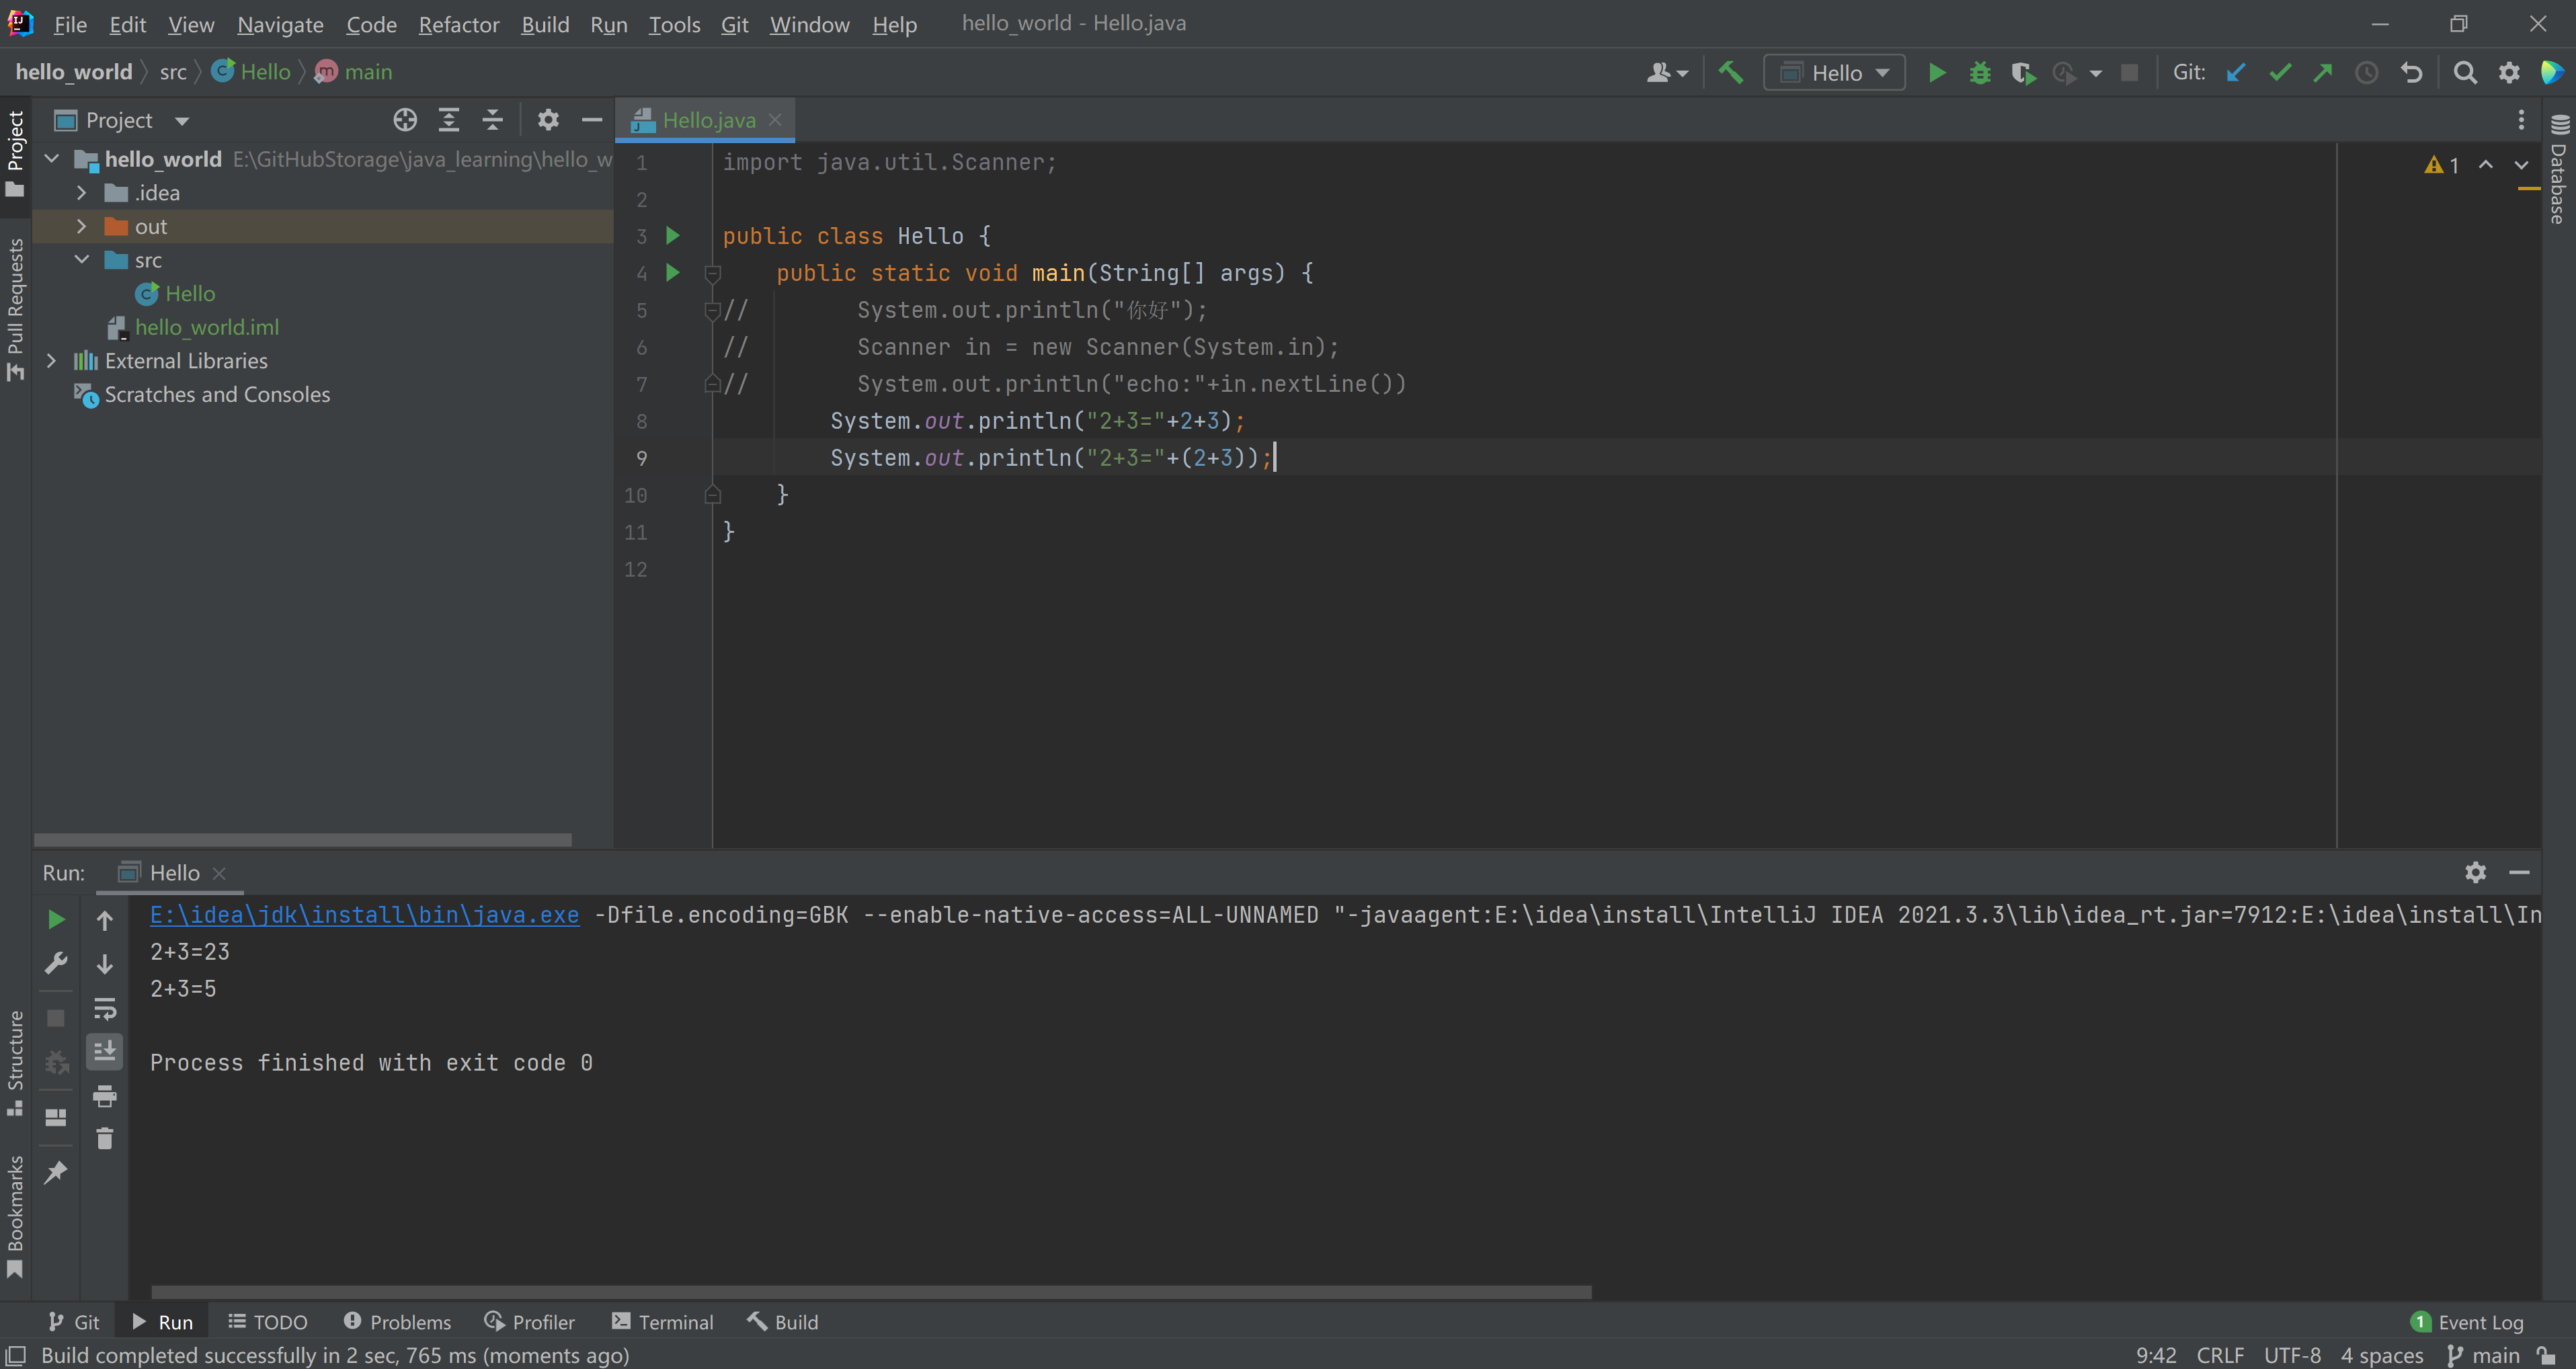 File Edit View Navigate Code Refactor Build Run Tools Git Window Help hello_world - Hello.java
hello_world src Hello main
Hello Git:
Project
Hello.java
hello_world E:\GitHubStorage\java_learning\hello_w
.idea
out
src
Hello
hello_world.iml
External Libraries
Scratches and Consoles
Project
Pull Requests
Structure
Bookmarks
1 import java.util.Scanner;
2
3 public class Hello {
4 public static void main(String[] args) {
5 // System.out.println("你好");
6 // Scanner in = new Scanner(System.in);
7 // System.out.println("echo:"+in.nextLine())
8 System.out.println("2+3="+2+3);
9 System.out.println("2+3="+(2+3));
10 }
11 }
12
1
Database
Run: Hello
E:\idea\jdk\install\bin\java.exe -Dfile.encoding=GBK --enable-native-access=ALL-UNNAMED "-javaagent:E:\idea\install\IntelliJ IDEA 2021.3.3\lib\idea_rt.jar=7912:E:\idea\install\In
2+3=23
2+3=5
Process finished with exit code 0
Git Run TODO Problems Profiler Terminal Build 1 Event Log
Build completed successfully in 2 sec, 765 ms (moments ago) 9:42 CRLF UTF-8 4 spaces main